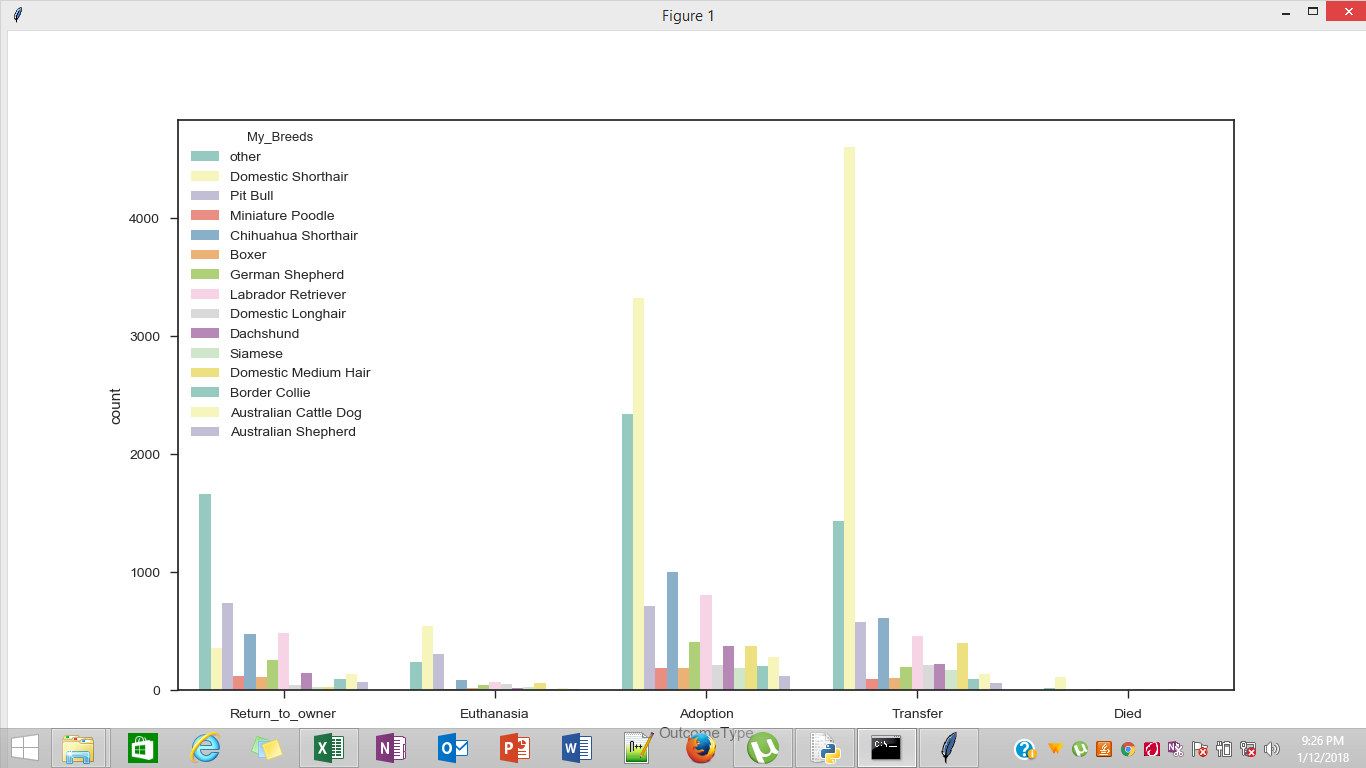 Figure 1
My_Breeds
other
Domestic Shorthair
Pit Bull
Miniature Poodle
Chihuahua Shorthair
Boxer
German Shepherd
Labrador Retriever
Domestic Longhair
Dachshund
Siamese
Domestic Medium Hair
Border Collie
Australian Cattle Dog
Australian Shepherd
4000
3000
2000
1000
0
count
Return_to_owner
Euthanasia
Adoption
Transfer
Died
OutcomeType
9:26 PM
1/12/2018